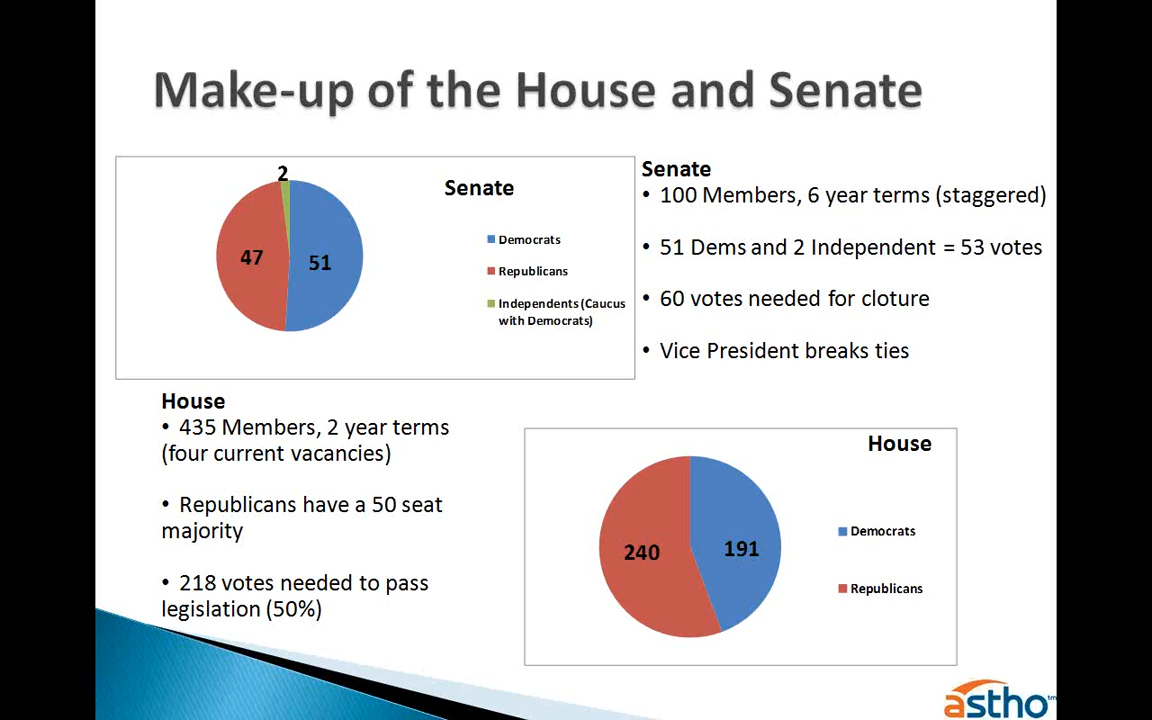 Make-up of the House and Senate
2
Senate
47
51
Democrats
Republicans
Independents (Caucus
with Democrats)
Senate
• 100 Members, 6 year terms (staggered)
• 51 Dems and 2 Independent = 53 votes
• 60 votes needed for cloture
• Vice President breaks ties
House
• 435 Members, 2 year terms
(four current vacancies)
• Republicans have a 50 seat
majority
• 218 votes needed to pass
legislation (50%)
House
240
191
Democrats
Republicans
astho™